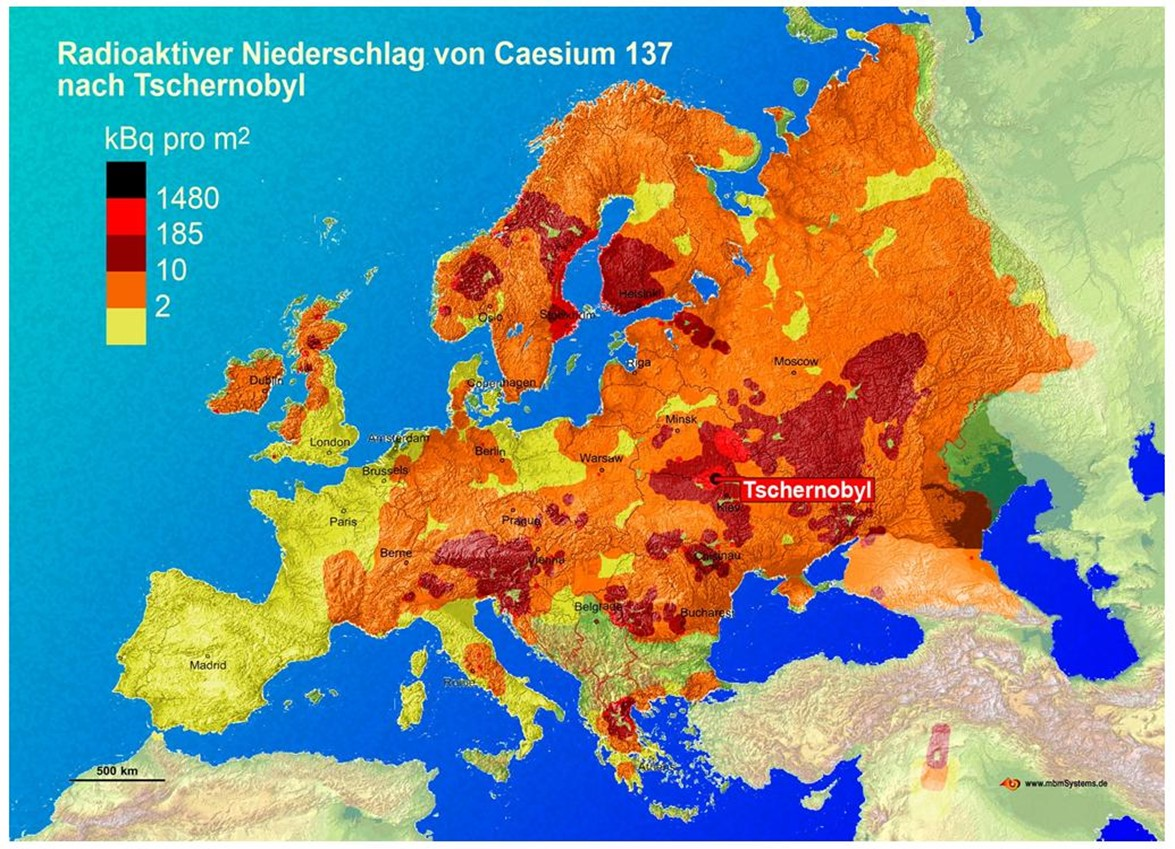 Radioaktiver Niederschlag von Caesium 137
nach Tschernobyl
kBq pro m2
1480
185
10
2
Helsinki
Oslo
Stockholm
Riga
Moscow
Dublin
Copenhagen
Minsk
London
Amsterdam
Berlin
Warsaw
Brussels
Tschernobyl
Kiev
Paris
Prague
Berne
Vienna
Chisinau
Belgrade
Bucharest
Madrid
Rome
Athens
500 km
www.mbmSystems.de